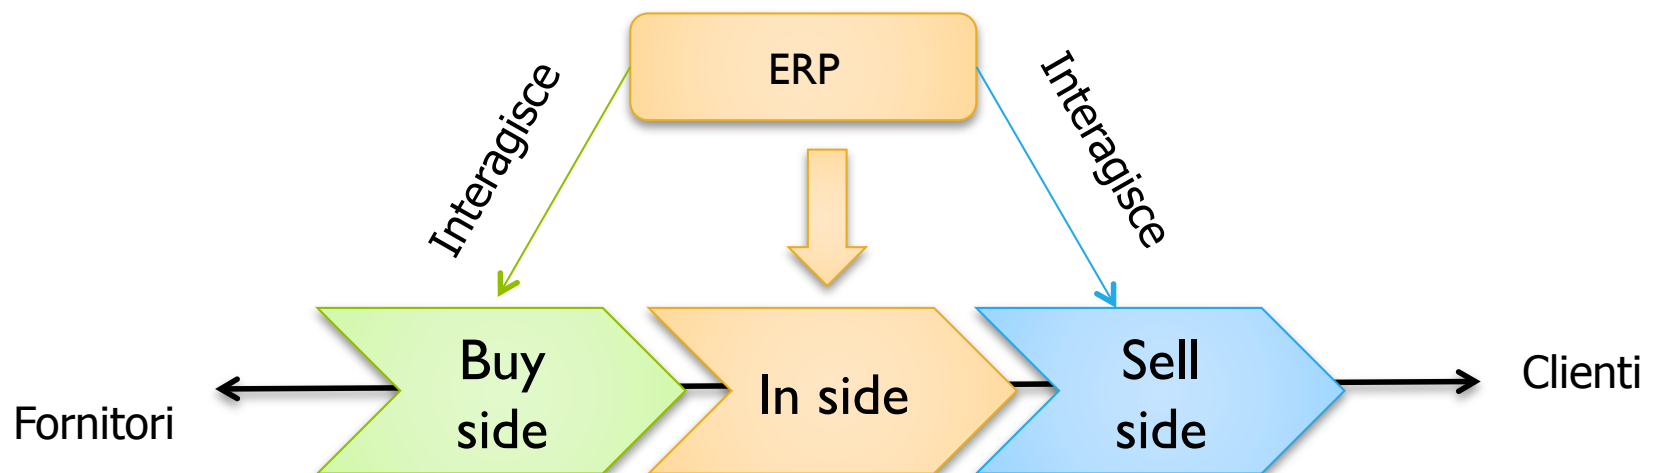 ERP
Interagisce
Interagisce
Buy
side
In side
Sell
side
Fornitori
Clienti